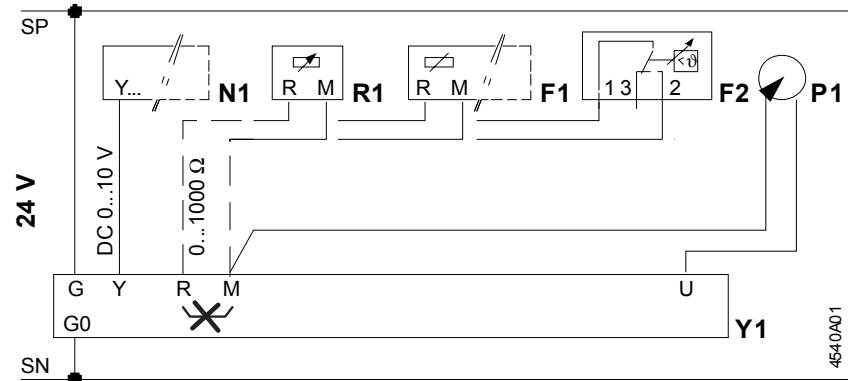 SP
Y... N1 R M R1 R M F1 1 3 2 F2 P1
<ϑ
24 V
DC 0...10 V
0...1000 Ω
G Y R M U
G0
Y1
SN
4540A01